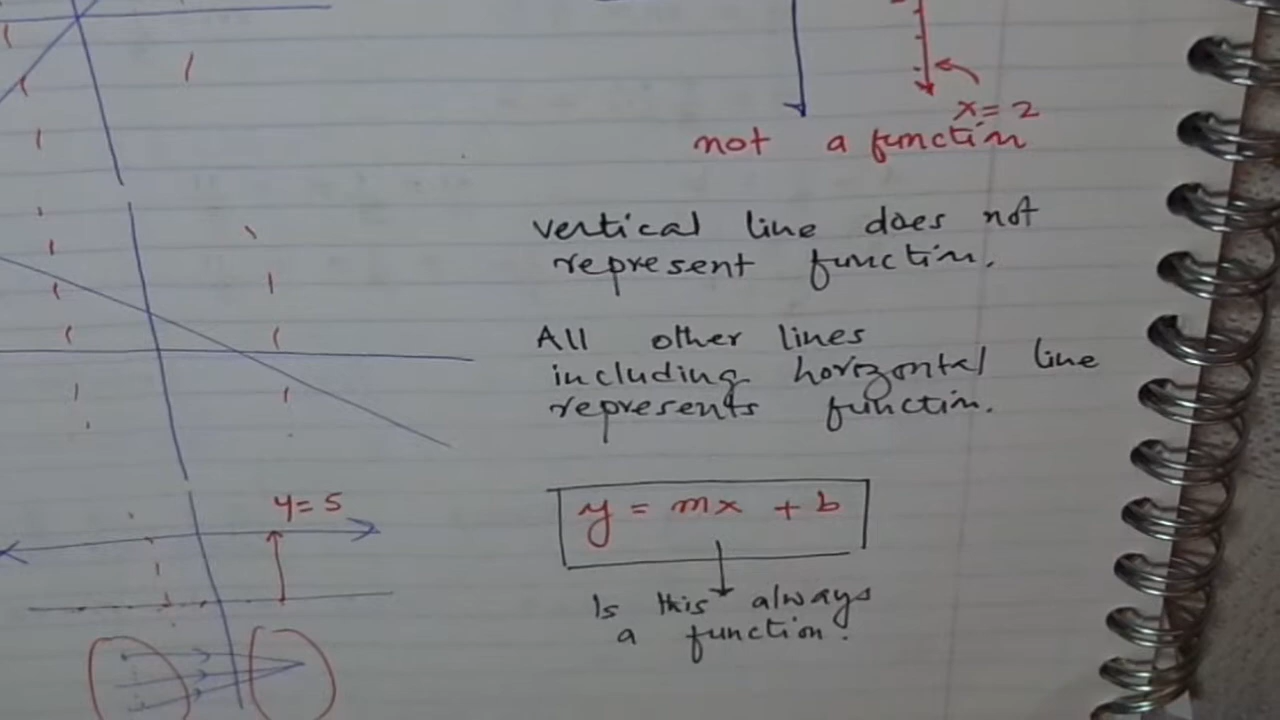 x = 2
not a function
vertical line does not
represent function.
All other lines
including horizontal line
represents function.
y = 5
y = mx + b
Is this always
a function.